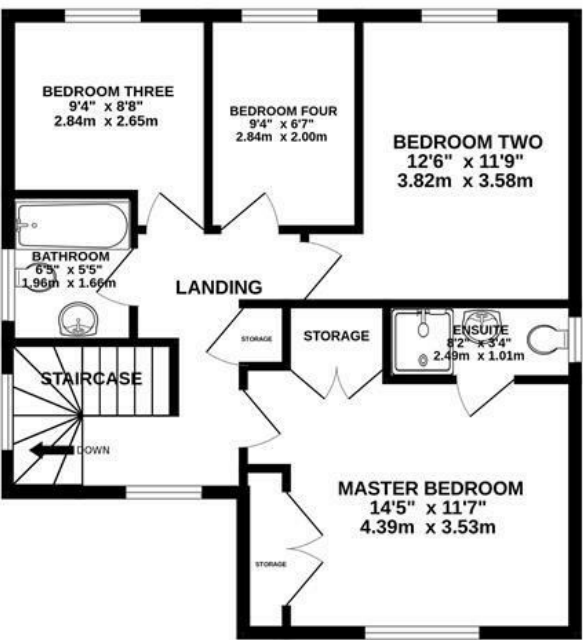 BEDROOM THREE
9'4" x 8'8"
2.84m x 2.65m
BEDROOM FOUR
9'4" x 6'7"
2.84m x 2.00m
BEDROOM TWO
12'6" x 11'9"
3.82m x 3.58m
BATHROOM
6'5" x 5'5"
1.96m x 1.66m
LANDING
STORAGE
STORAGE
ENSUITE
8'2" x 3'4"
2.49m x 1.01m
STAIRCASE
DOWN
MASTER BEDROOM
14'5" x 11'7"
4.39m x 3.53m
STORAGE